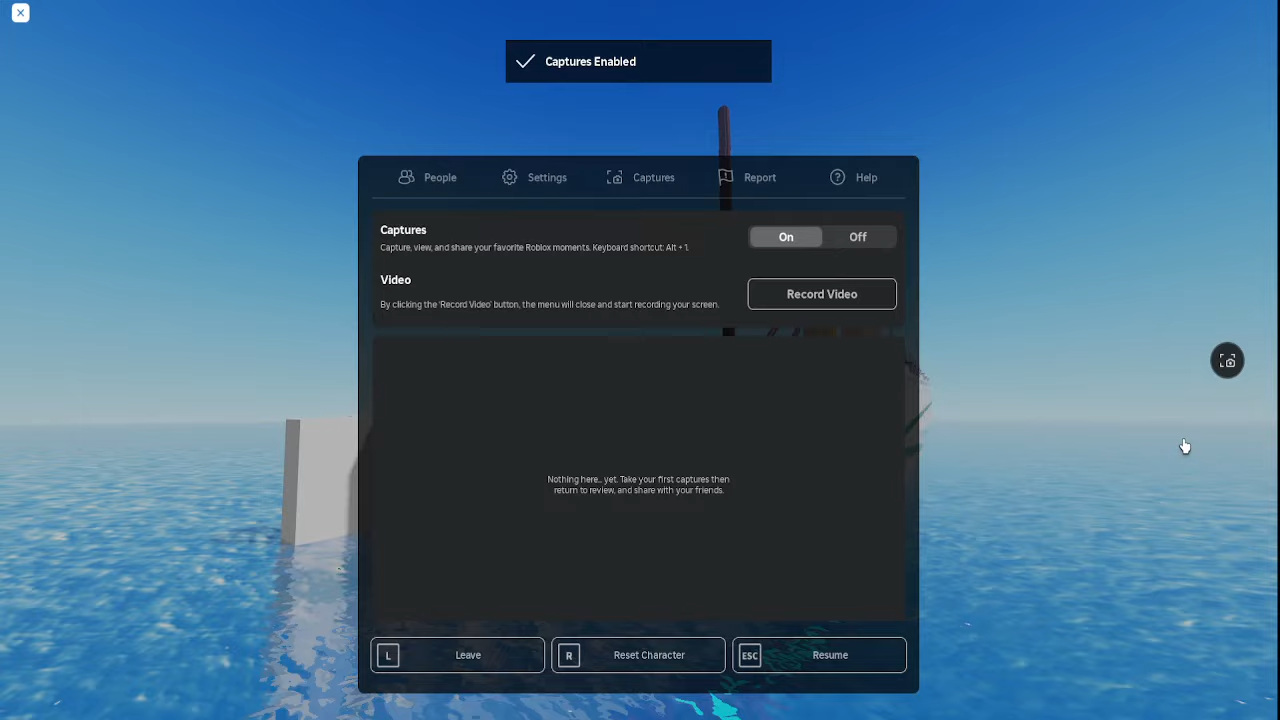 Captures Enabled
People Settings Captures Report Help
Captures
On Off
Capture, view, and share your favorite Roblox moments. Keyboard shortcut: Alt + 1.
Video
Record Video
By clicking the 'Record Video' button, the menu will close and start recording your screen.
Nothing here... yet. Take your first captures then
return to review, and share with your friends.
L Leave R Reset Character ESC Resume